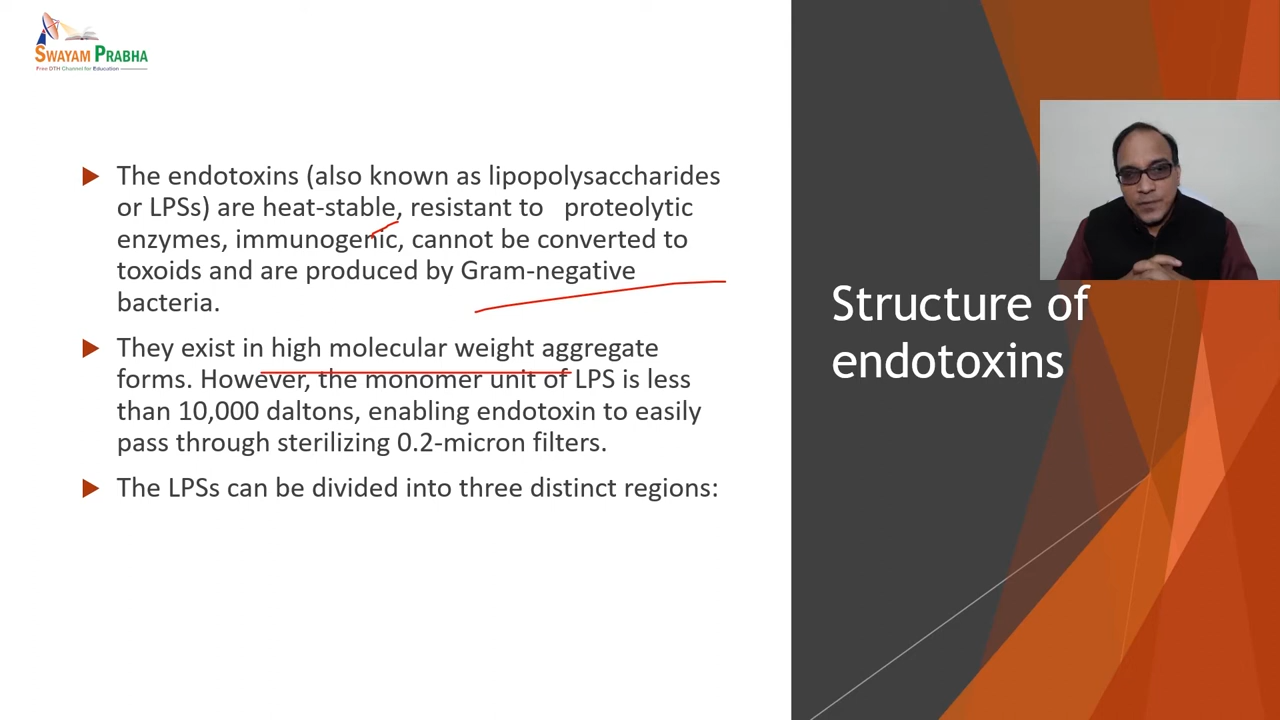 SWAYAM PRABHA
Free DTH Channel for Education
The endotoxins (also known as lipopolysaccharides
or LPSs) are heat-stable, resistant to proteolytic
enzymes, immunogenic, cannot be converted to
toxoids and are produced by Gram-negative
bacteria.
They exist in high molecular weight aggregate
forms. However, the monomer unit of LPS is less
than 10,000 daltons, enabling endotoxin to easily
pass through sterilizing 0.2-micron filters.
The LPSs can be divided into three distinct regions:
Structure of
endotoxins